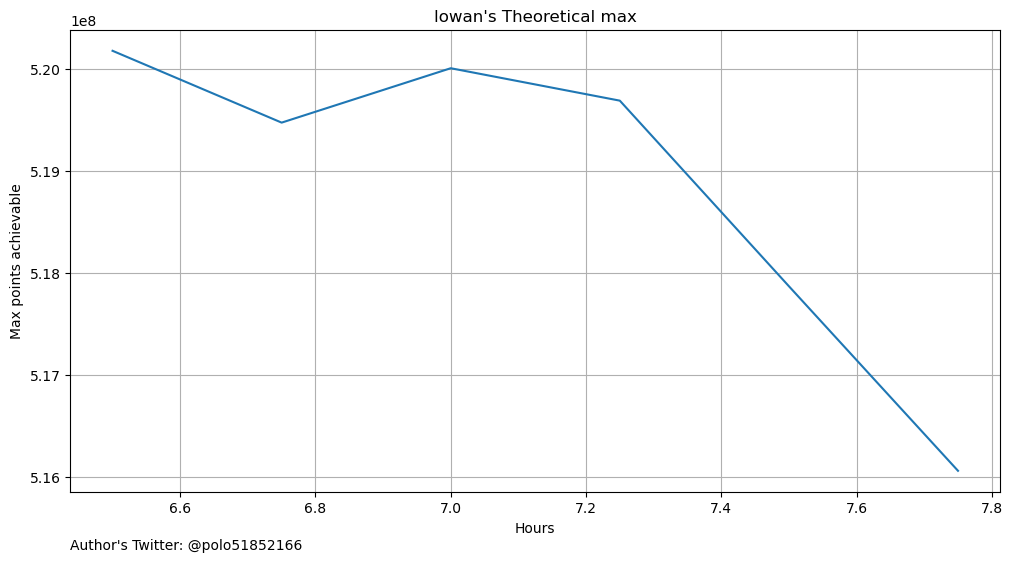 Iowan's Theoretical max
1e8
5.20
5.19
5.18
5.17
5.16
Max points achievable
6.6 6.8 7.0 7.2 7.4 7.6 7.8
Hours
Author's Twitter: @polo51852166